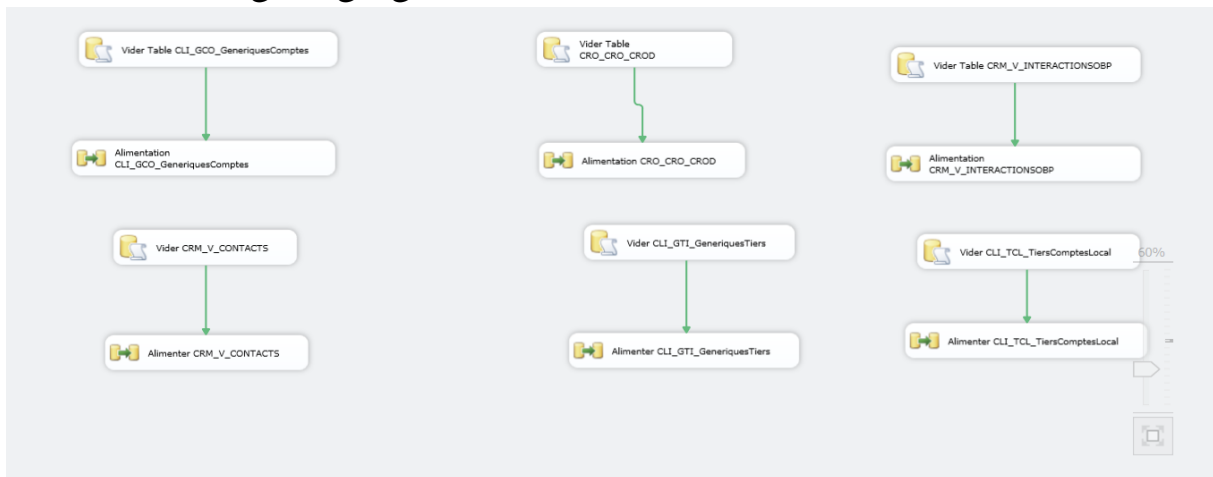 Vider Table CLI_GCO_GeneriquesComptes
Vider Table
CRO_CRO_CROD
Vider Table CRM_V_INTERACTIONSOBP
Alimentation
CLI_GCO_GeneriquesComptes
Alimentation CRO_CRO_CROD
Alimentation
CRM_V_INTERACTIONSOBP
Vider CRM_V_CONTACTS
Vider CLI_GTI_GeneriquesTiers
Vider CLI_TCL_TiersComptesLocal
60%
Alimenter CRM_V_CONTACTS
Alimenter CLI_GTI_GeneriquesTiers
Alimenter CLI_TCL_TiersComptesLocal